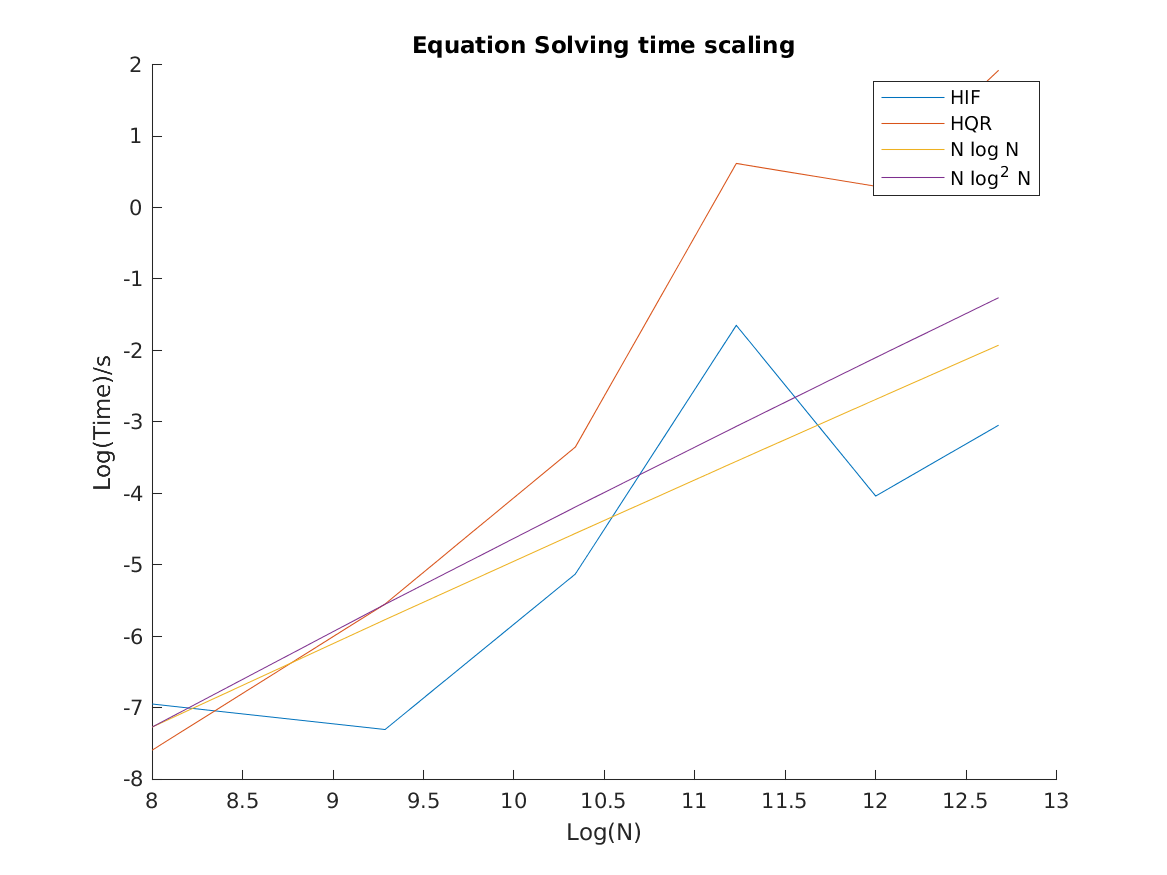 Equation Solving time scaling
2
1
0
-1
-2
-3
-4
-5
-6
-7
-8
Log(Time)/s
HIF
HQR
N log N
N log² N
8 8.5 9 9.5 10 10.5 11 11.5 12 12.5 13
Log(N)